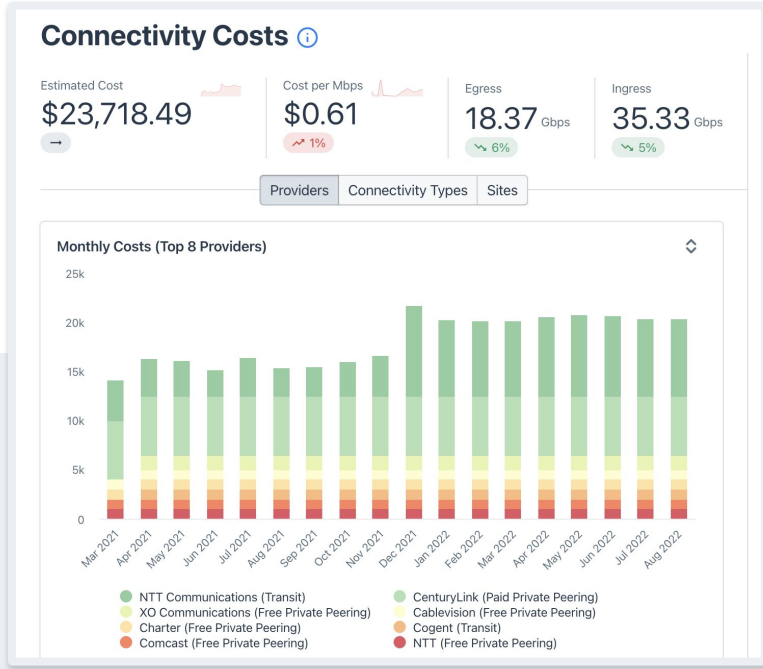 Connectivity Costs
Estimated Cost
$23,718.49
Cost per Mbps
$0.61
1%
Egress
18.37 Gbps
6%
Ingress
35.33 Gbps
5%
Providers
Connectivity Types
Sites
Monthly Costs (Top 8 Providers)
25k
20k
15k
10k
5k
0
Mar 2021
Apr 2021
May 2021
Jun 2021
Jul 2021
Aug 2021
Sep 2021
Oct 2021
Nov 2021
Dec 2021
Jan 2022
Feb 2022
Mar 2022
Apr 2022
May 2022
Jun 2022
Jul 2022
Aug 2022
NTT Communications (Transit)
CenturyLink (Paid Private Peering)
XO Communications (Free Private Peering)
Cablevision (Free Private Peering)
Charter (Free Private Peering)
Cogent (Transit)
Comcast (Free Private Peering)
NTT (Free Private Peering)